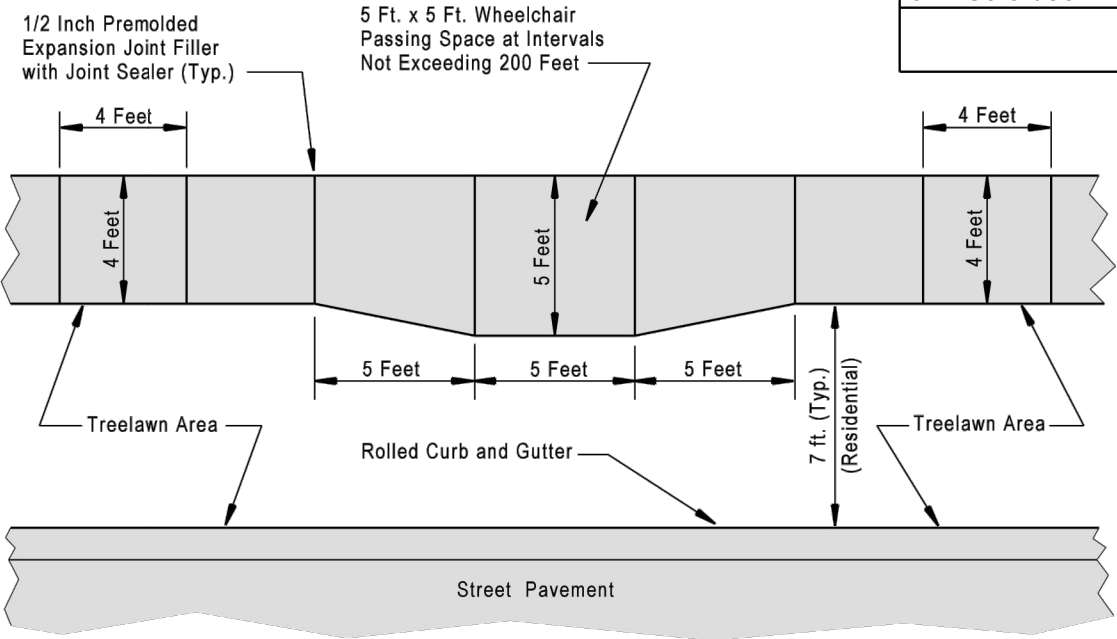 1/2 Inch Premolded
Expansion Joint Filler
with Joint Sealer (Typ.)
5 Ft. x 5 Ft. Wheelchair
Passing Space at Intervals
Not Exceeding 200 Feet
4 Feet
4 Feet
4 Feet
5 Feet
4 Feet
5 Feet
5 Feet
5 Feet
7 ft. (Typ.)
(Residential)
Treelawn Area
Treelawn Area
Rolled Curb and Gutter
Street Pavement